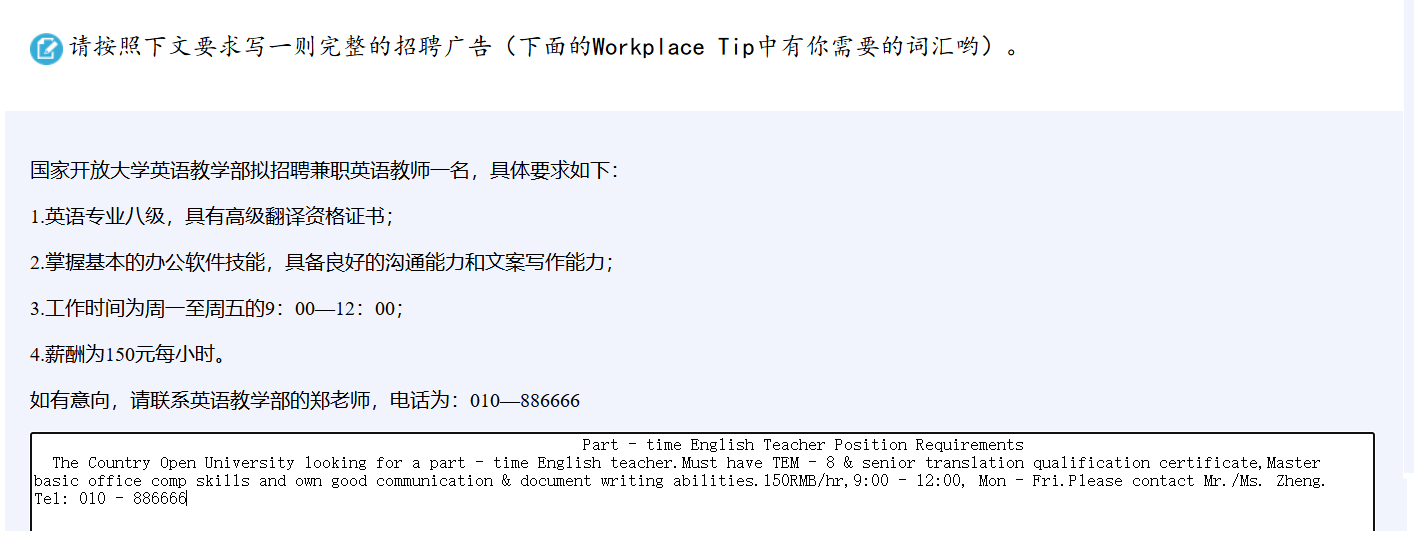 请按照下文要求写一则完整的招聘广告（下面的Workplace Tip中有你需要的词汇哟）。
国家开放大学英语教学部拟招聘兼职英语教师一名，具体要求如下：
1.英语专业八级，具有高级翻译资格证书；
2.掌握基本的办公软件技能，具备良好的沟通能力和文案写作能力；
3.工作时间为周一至周五的9：00—12：00；
4.薪酬为150元每小时。
如有意向，请联系英语教学部的郑老师，电话为：010—886666
Part - time English Teacher Position Requirements
The Country Open University looking for a part - time English teacher.Must have TEM - 8 & senior translation qualification certificate,Master
basic office comp skills and own good communication & document writing abilities.150RMB/hr,9:00 - 12:00, Mon - Fri.Please contact Mr./Ms. Zheng.
Tel: 010 - 886666